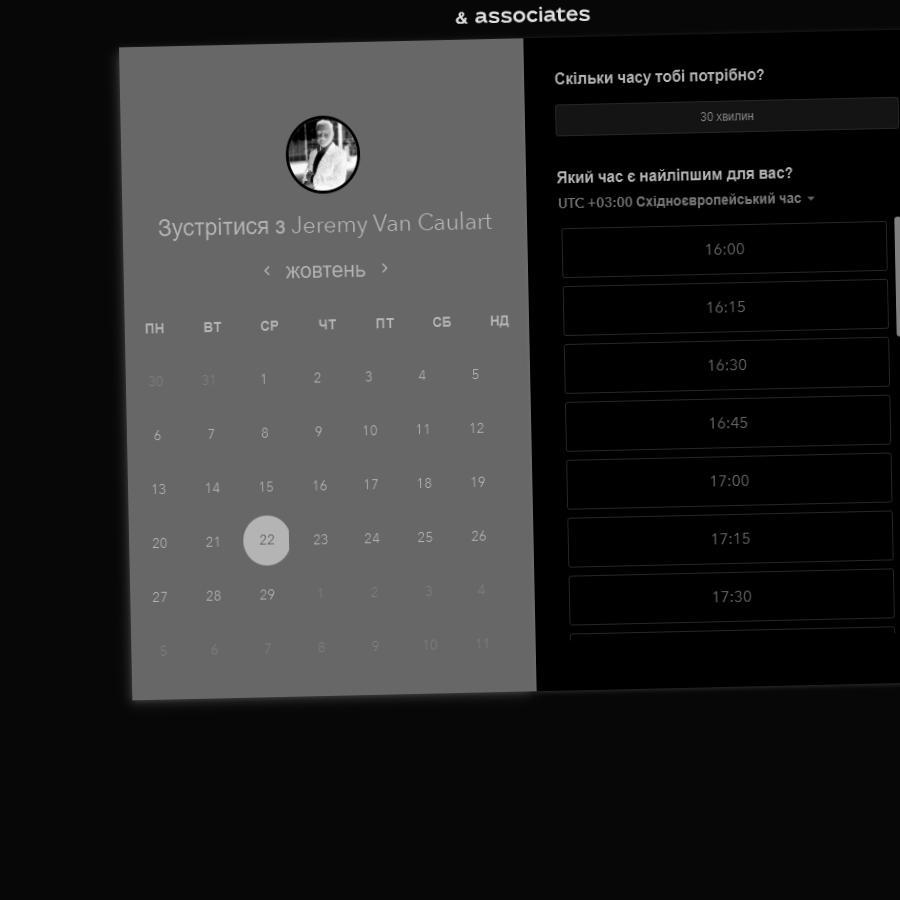 & associates
Зустрітися з Jeremy Van Caulart
жовтень
ПН ВТ СР ЧТ ПТ СБ НД
30 31 1 2 3 4 5
6 7 8 9 10 11 12
13 14 15 16 17 18 19
20 21 22 23 24 25 26
27 28 29 1 2 3 4
5 6 7 8 9 10 11
Скільки часу тобі потрібно?
30 хвилин
Який час є найліпшим для вас?
UTC +03:00 Східноєвропейський час
16:00
16:15
16:30
16:45
17:00
17:15
17:30